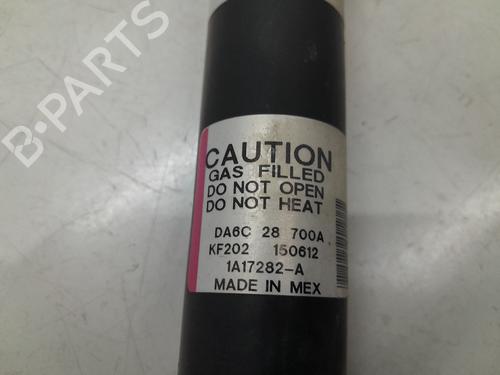 B-PARTS
CAUTION
GAS FILLED
DO NOT OPEN
DO NOT HEAT
DA6C 28 700A
KF202 150612
1A17282-A
MADE IN MEX